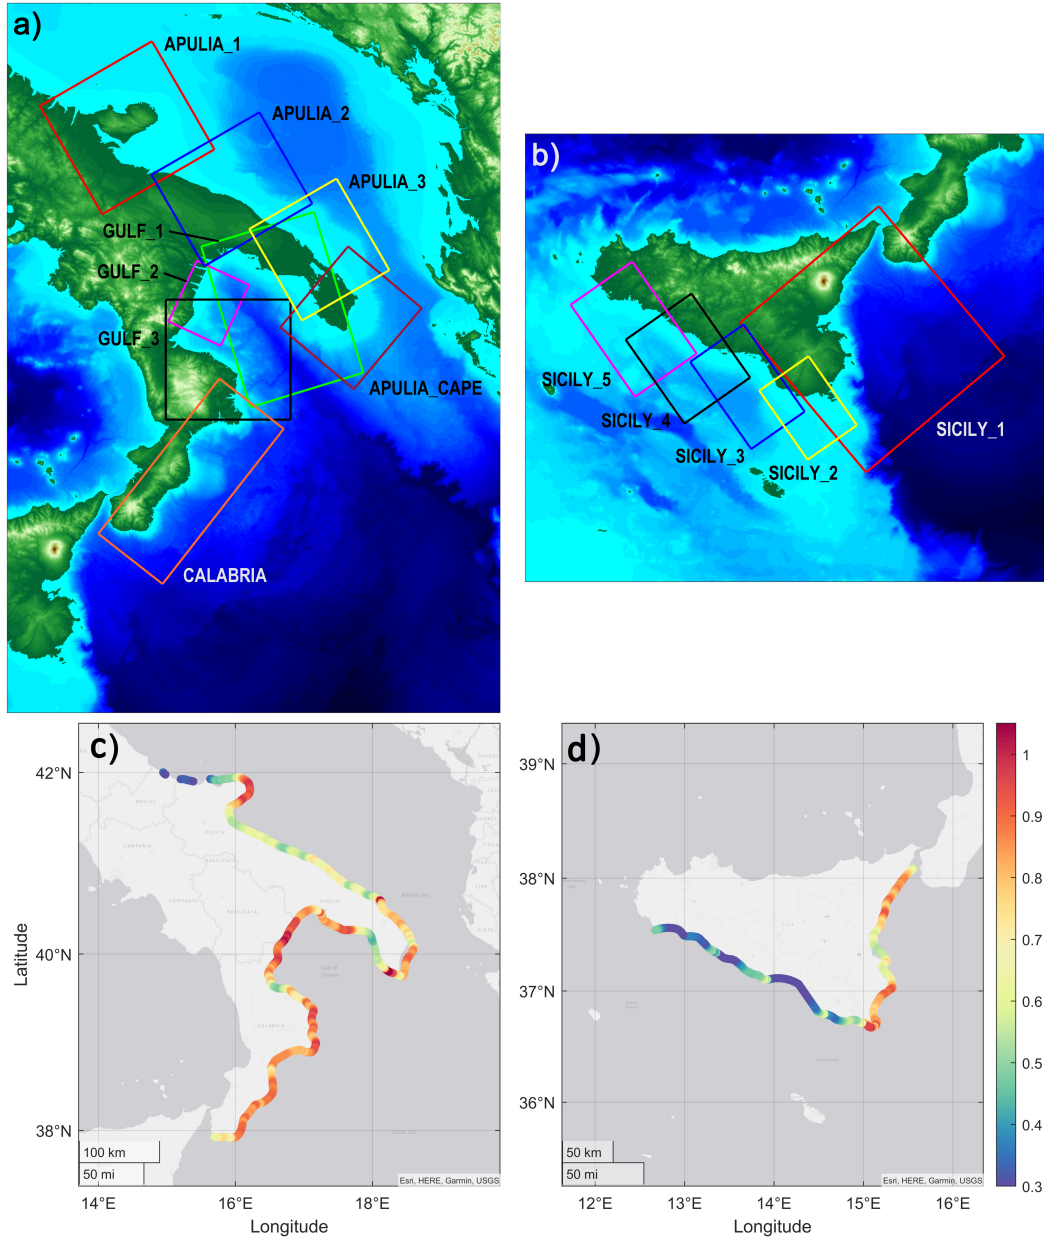 a)
APULIA_1
APULIA_2
APULIA_3
GULF_1
GULF_2
GULF_3
APULIA_CAPE
CALABRIA
b)
SICILY_5
SICILY_4
SICILY_3
SICILY_2
SICILY_1
c)
42°N
40°N
38°N
Latitude
CAMPANIA
BASILICATA
CALABRIA
100 km
50 mi
Esri, HERE, Garmin, USGS
14°E
16°E
18°E
Longitude
d)
39°N
38°N
37°N
36°N
50 km
50 mi
Esri, HERE, Garmin, USGS
12°E
13°E
14°E
15°E
16°E
Longitude
1
0.9
0.8
0.7
0.6
0.5
0.4
0.3